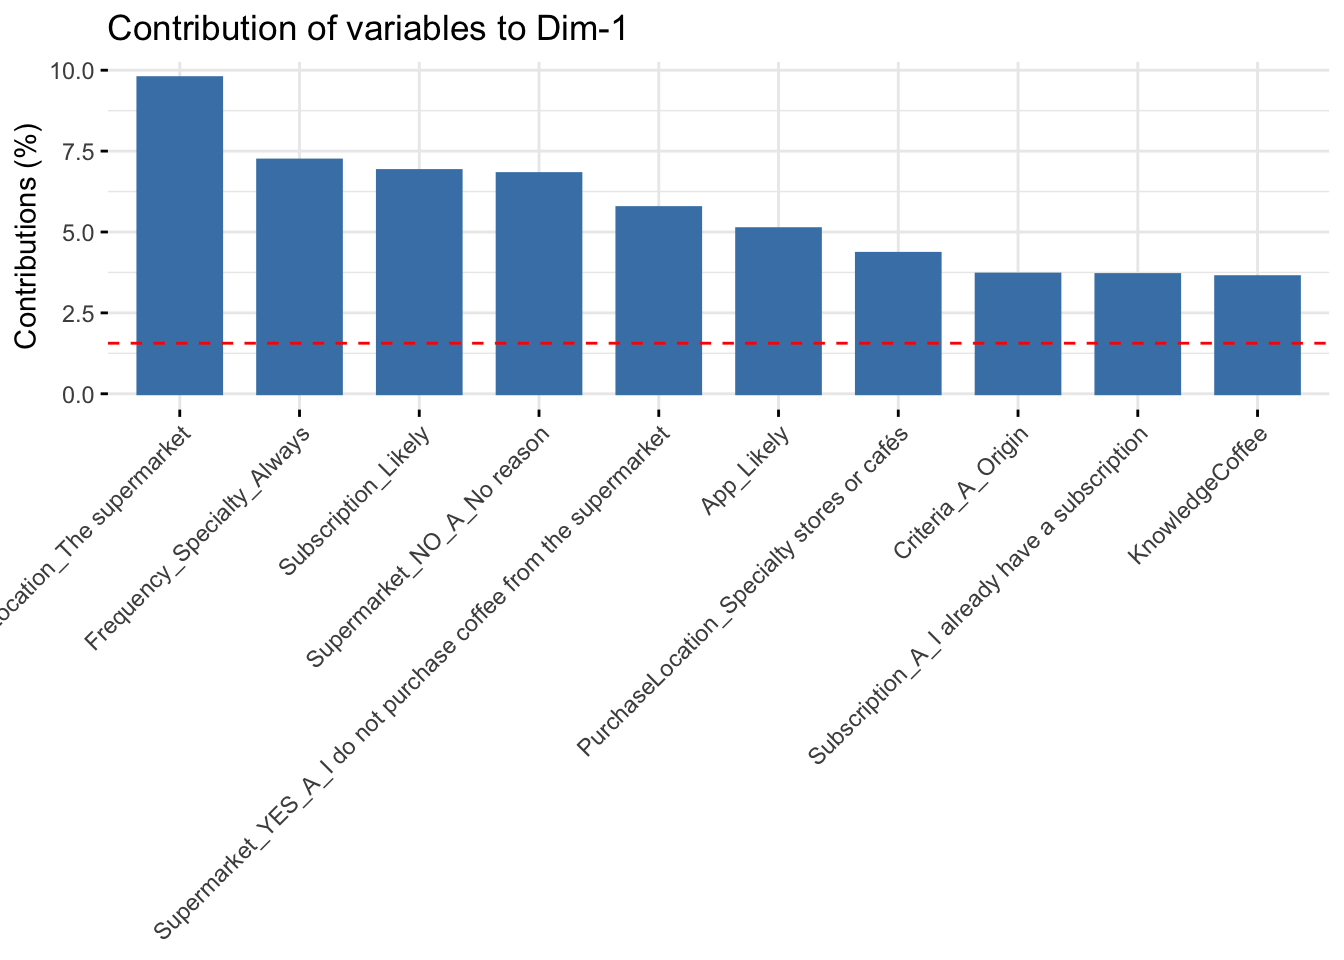 Contribution of variables to Dim-1
Contributions (%)
10.0
7.5
5.0
2.5
0.0
ocation_The supermarket
Frequency_Specialty_Always
Subscription_Likely
Supermarket_NO_A_No reason
Supermarket_YES_A_I do not purchase coffee from the supermarket
App_Likely
PurchaseLocation_Specialty stores or cafés
Criteria_A_Origin
Subscription_A_I already have a subscription
KnowledgeCoffee